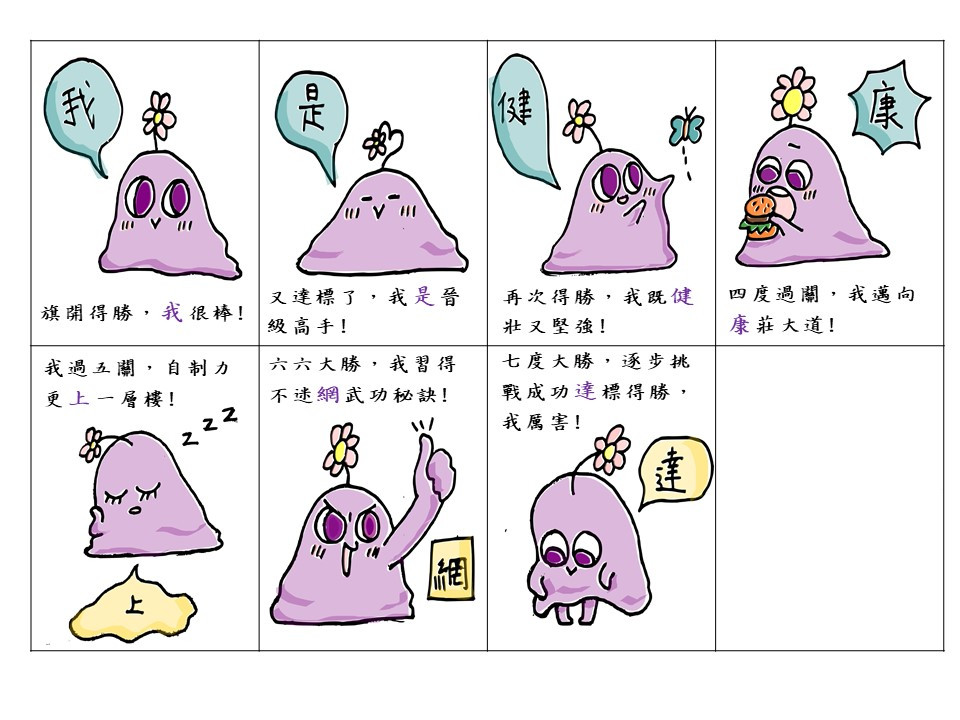 我
旗開得勝，我很棒!
是
又達標了，我是晉
級高手!
健
再次得勝，我既健
壯又堅強!
康
四度過關，我邁向
康莊大道!
我過五關，自制力
更上一層樓!
z z z
上
六六大勝，我習得
不迷網武功秘訣!
網
七度大勝，逐步挑
戰成功達標得勝，
我厲害!
達